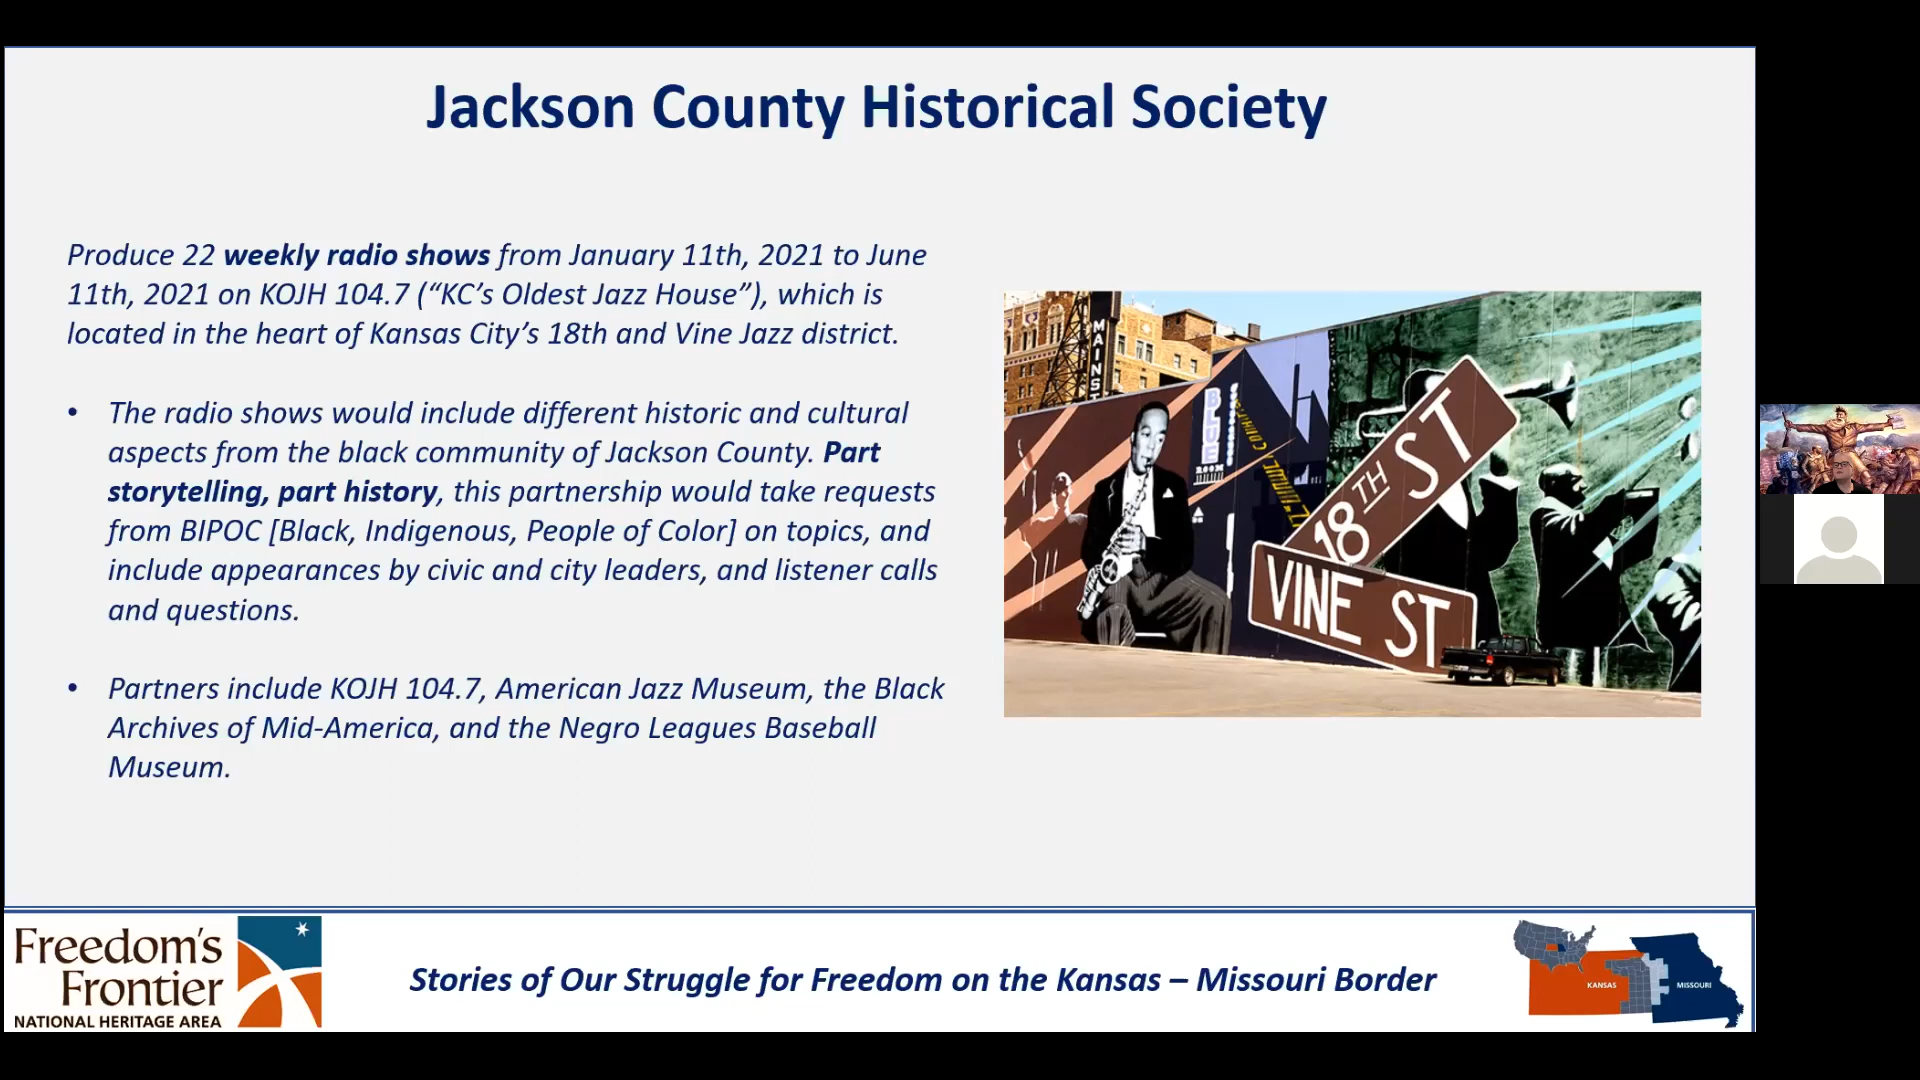 Jackson County Historical Society
Produce 22 weekly radio shows from January 11th, 2021 to June
11th, 2021 on KOJH 104.7 (“KC’s Oldest Jazz House”), which is
located in the heart of Kansas City’s 18th and Vine Jazz district.
• The radio shows would include different historic and cultural
aspects from the black community of Jackson County. Part
storytelling, part history, this partnership would take requests
from BIPOC [Black, Indigenous, People of Color] on topics, and
include appearances by civic and city leaders, and listener calls
and questions.
• Partners include KOJH 104.7, American Jazz Museum, the Black
Archives of Mid-America, and the Negro Leagues Baseball
Museum.
MAINS
BLUE
ROOM
18TH ST
VINE ST
Freedom’s
Frontier
NATIONAL HERITAGE AREA
Stories of Our Struggle for Freedom on the Kansas – Missouri Border
KANSAS
MISSOURI